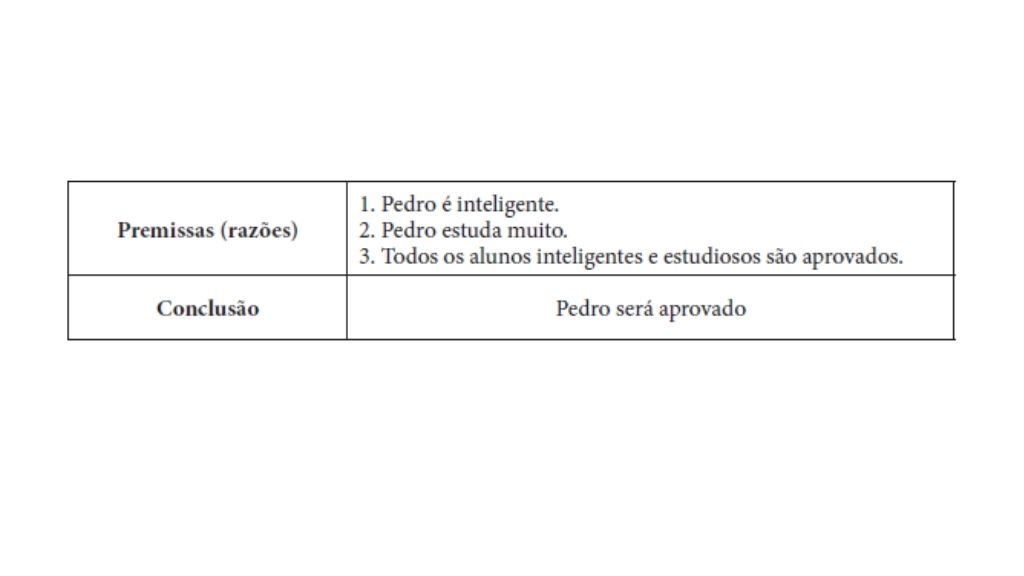 Premissas (razões)
1. Pedro é inteligente.
2. Pedro estuda muito.
3. Todos os alunos inteligentes e estudiosos são aprovados.
Conclusão
Pedro será aprovado